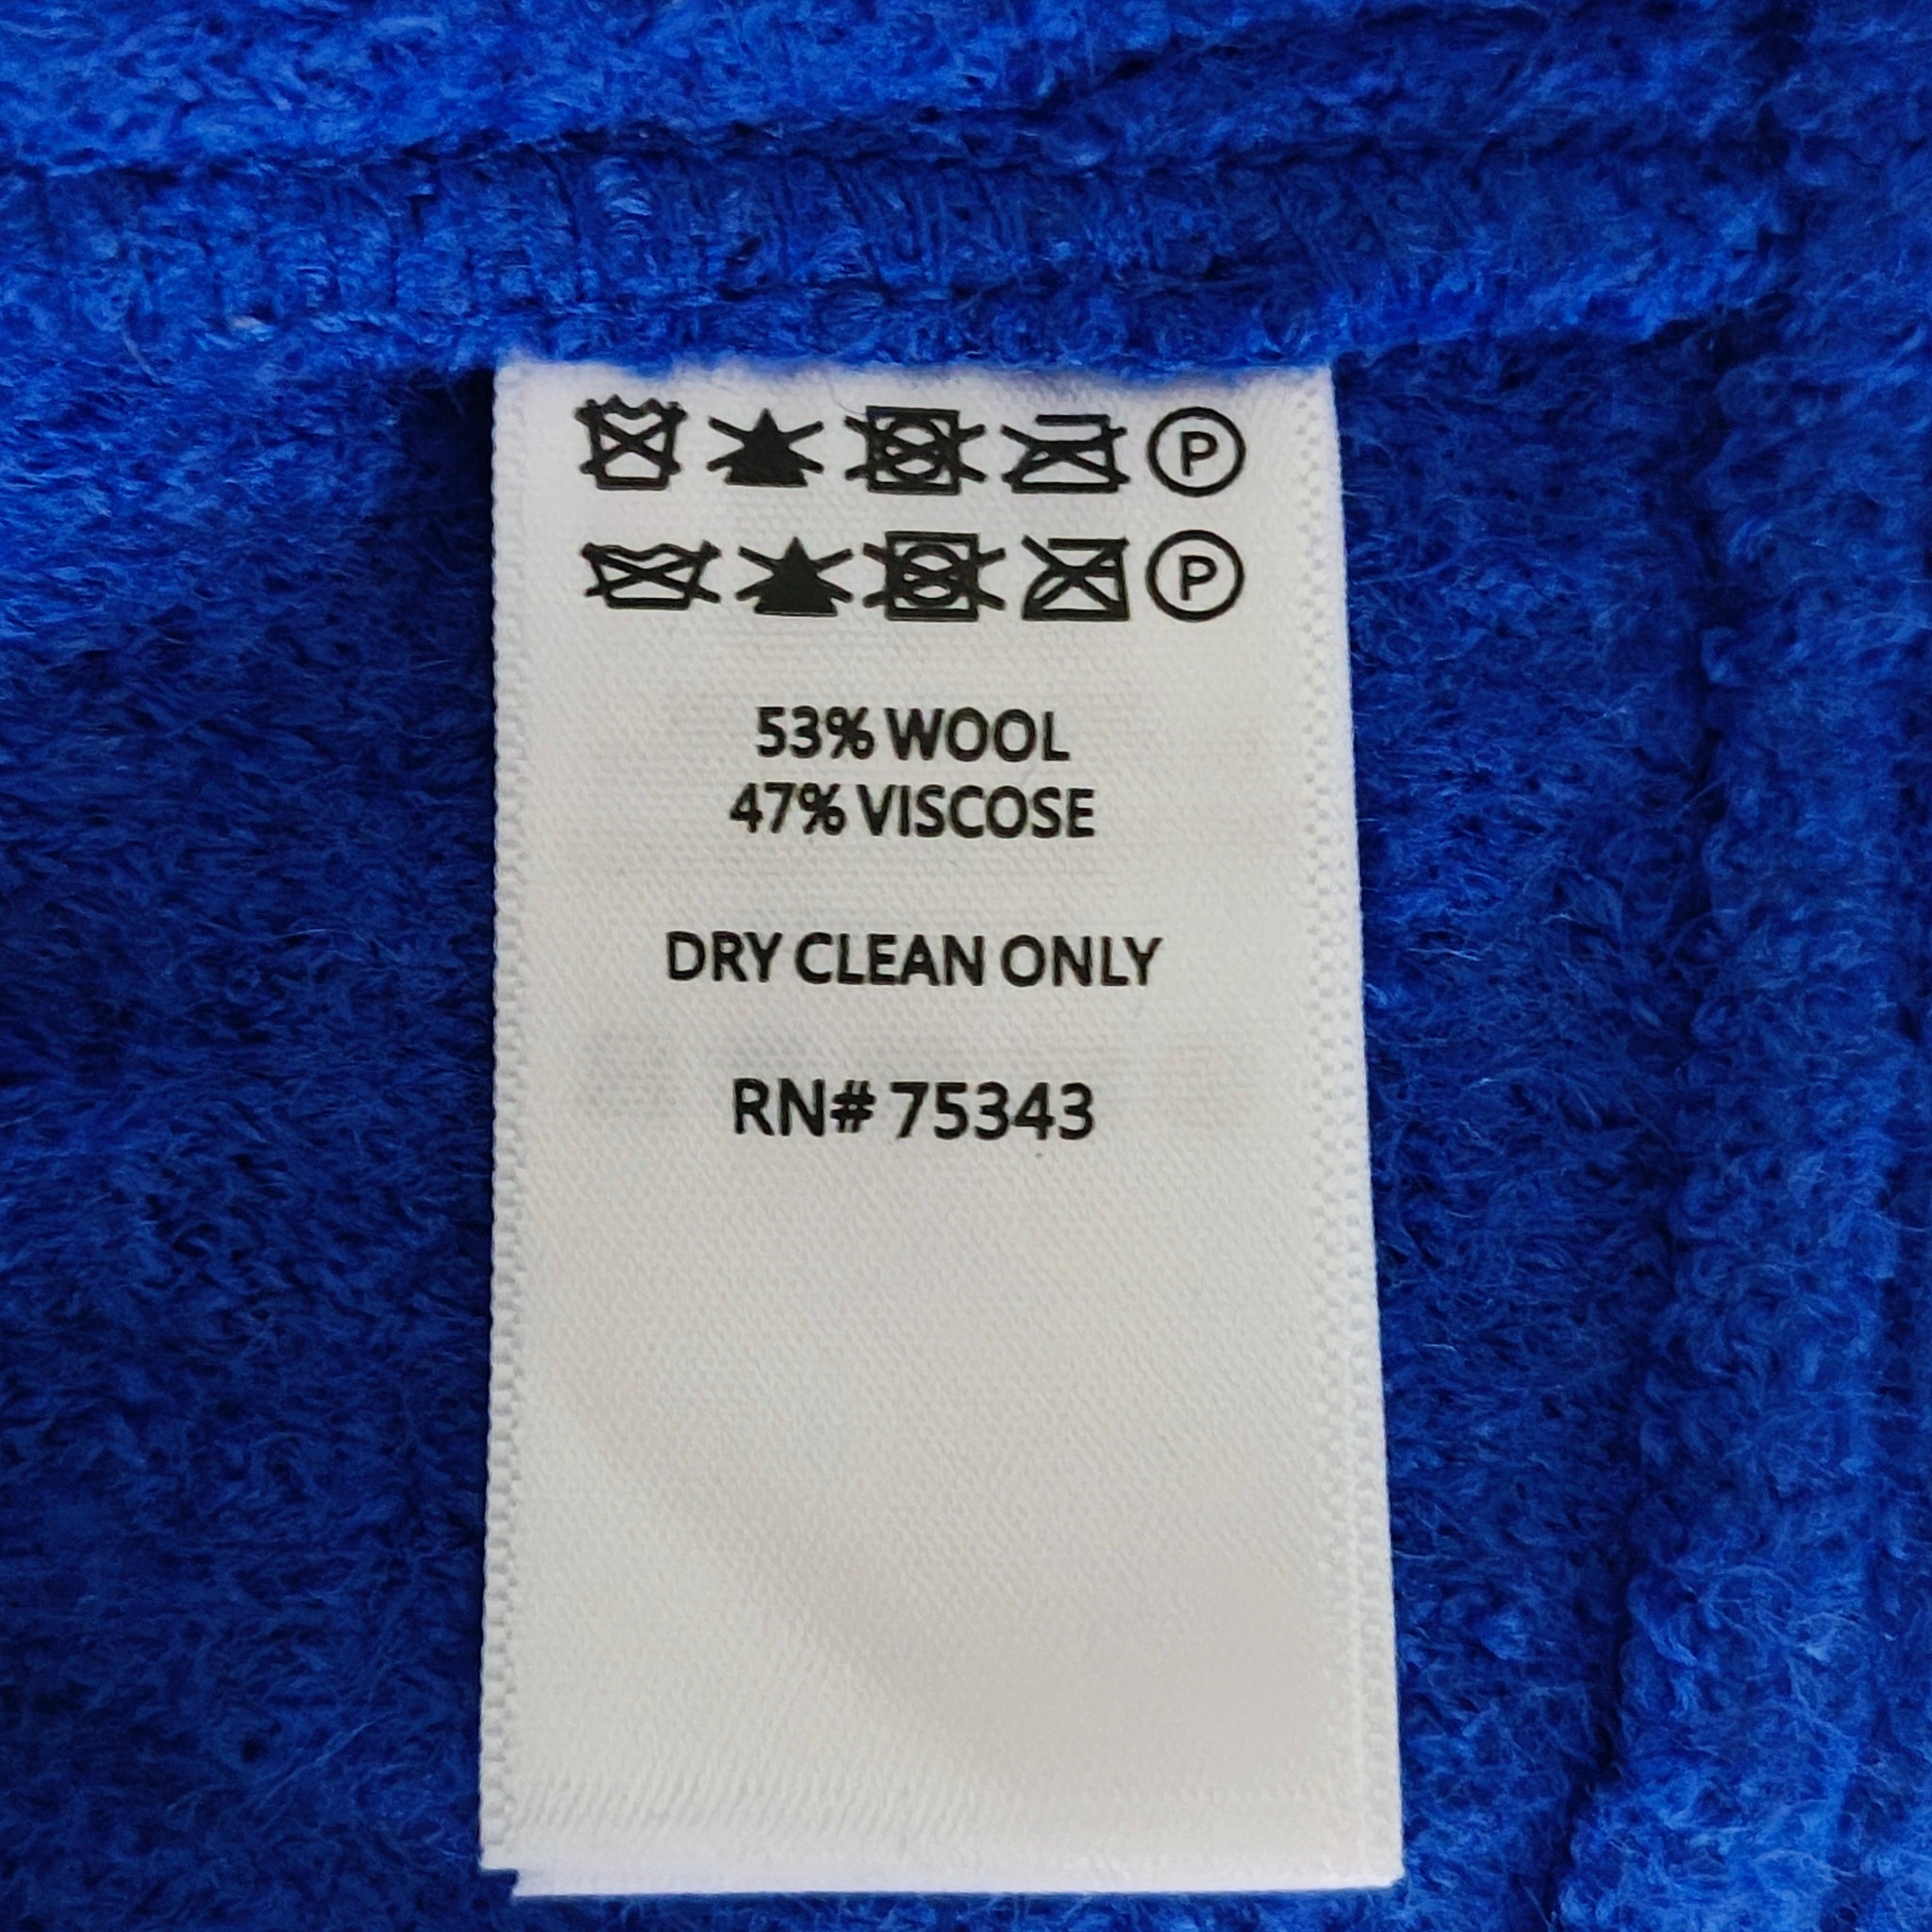 P
P
53% WOOL
47% VISCOSE
DRY CLEAN ONLY
RN# 75343